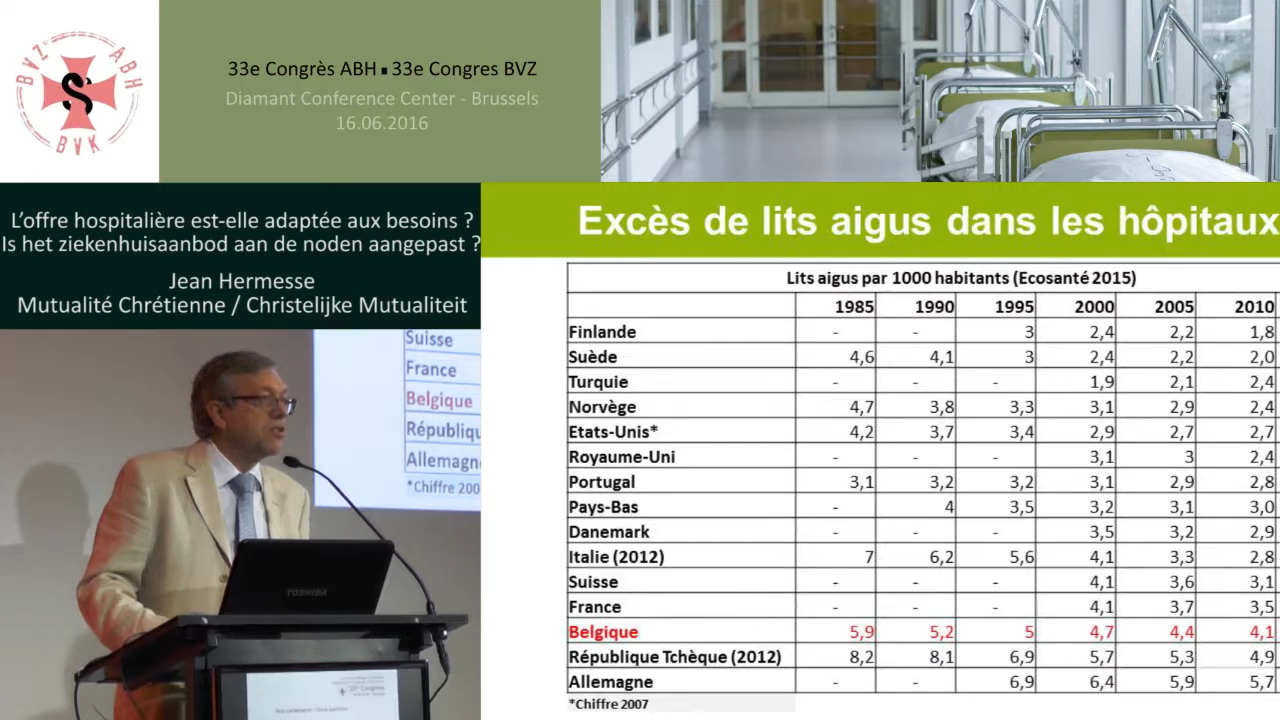 BVZ ABH
BVK
33e Congrès ABH ▪ 33e Congres BVZ
Diamant Conference Center - Brussels
16.06.2016
L'offre hospitalière est-elle adaptée aux besoins ?
Is het ziekenhuisaanbod aan de noden aangepast ?
Jean Hermesse
Mutualité Chrétienne / Christelijke Mutualiteit
Suisse
France
Belgique
Républiqu
Allemagn
*Chiffre 200
TOSHIBA
Excès de lits aigus dans les hôpitaux
Lits aigus par 1000 habitants (Ecosanté 2015)
1985 1990 1995 2000 2005 2010
Finlande - - 3 2,4 2,2 1,8
Suède 4,6 4,1 3 2,4 2,2 2,0
Turquie - - - 1,9 2,1 2,4
Norvège 4,7 3,8 3,3 3,1 2,9 2,4
Etats-Unis* 4,2 3,7 3,4 2,9 2,7 2,7
Royaume-Uni - - 3,1 3 2,4
Portugal 3,1 3,2 3,2 3,1 2,9 2,8
Pays-Bas - 4 3,5 3,2 3,1 3,0
Danemark - - - 3,5 3,2 2,9
Italie (2012) 7 6,2 5,6 4,1 3,3 2,8
Suisse - - - 4,1 3,6 3,1
France - - - 4,1 3,7 3,5
Belgique 5,9 5,2 5 4,7 4,4 4,1
République Tchèque (2012) 8,2 8,1 6,9 5,7 5,3 4,9
Allemagne - - 6,9 6,4 5,9 5,7
*Chiffre 2007